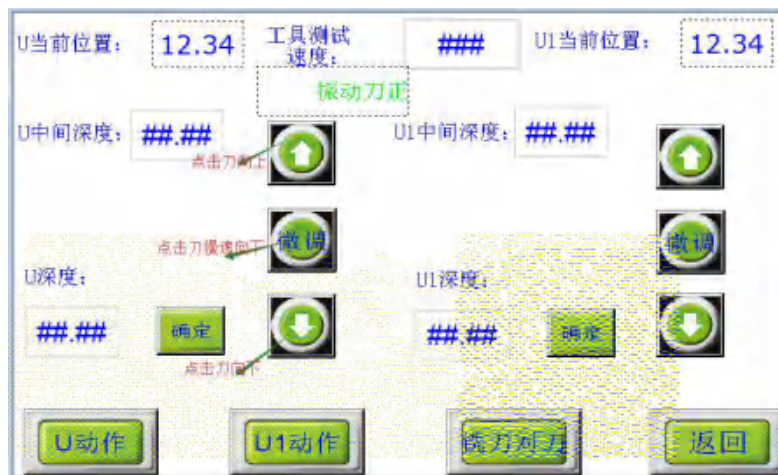 U当前位置：
12.34
工具测试
速度：
###
U1当前位置：
12.34
振动刀正
U中间深度：
##.##
U1中间深度：
##.##
点击刀向上
点击刀慢速向下
微调
微调
U深度：
U1深度：
##.##
确定
##.##
确定
点击刀向下
U动作
U1动作
铣刀对刀
返回